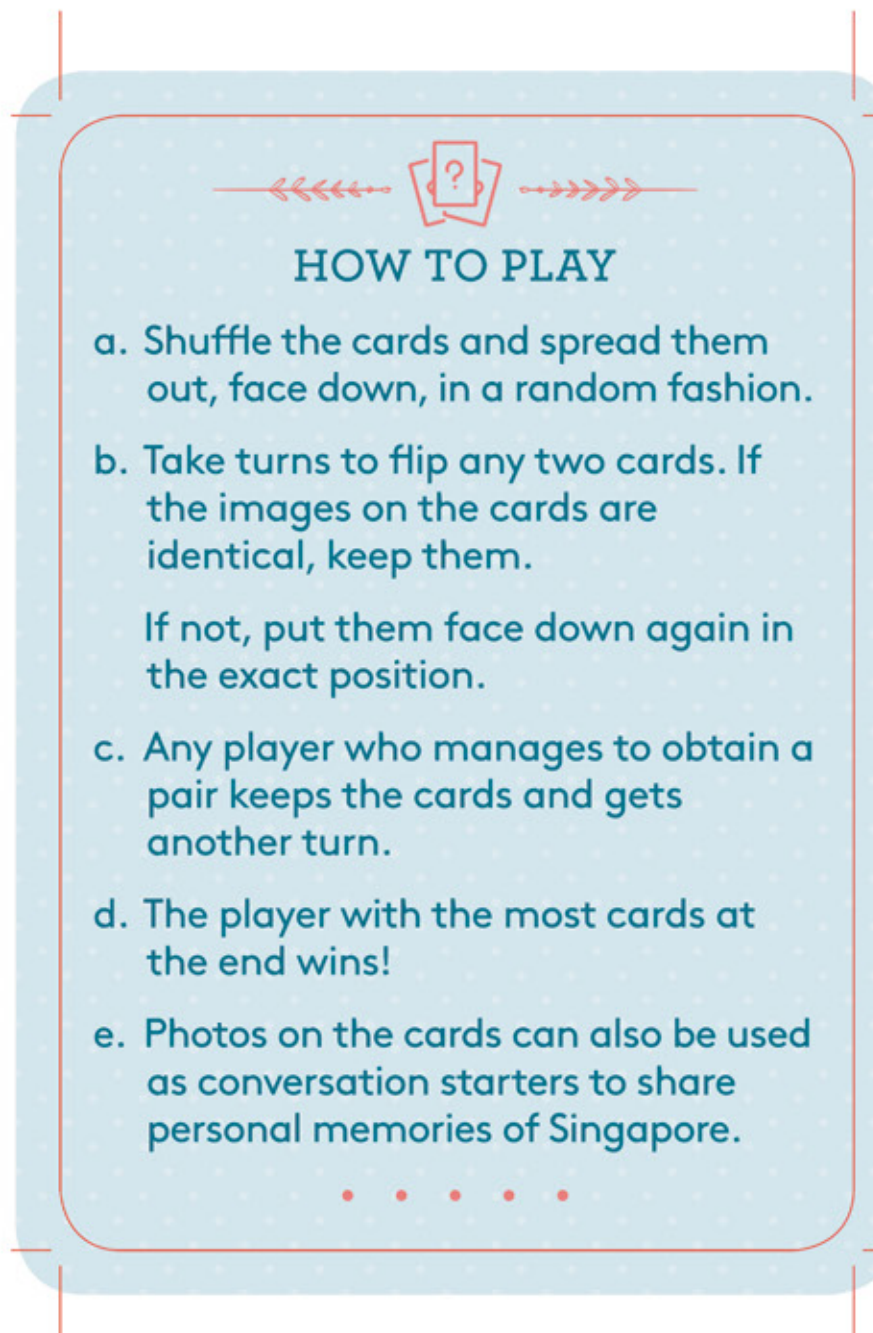 ?
HOW TO PLAY
a. Shuffle the cards and spread them
out, face down, in a random fashion.
b. Take turns to flip any two cards. If
the images on the cards are
identical, keep them.
If not, put them face down again in
the exact position.
c. Any player who manages to obtain a
pair keeps the cards and gets
another turn.
d. The player with the most cards at
the end wins!
e. Photos on the cards can also be used
as conversation starters to share
personal memories of Singapore.